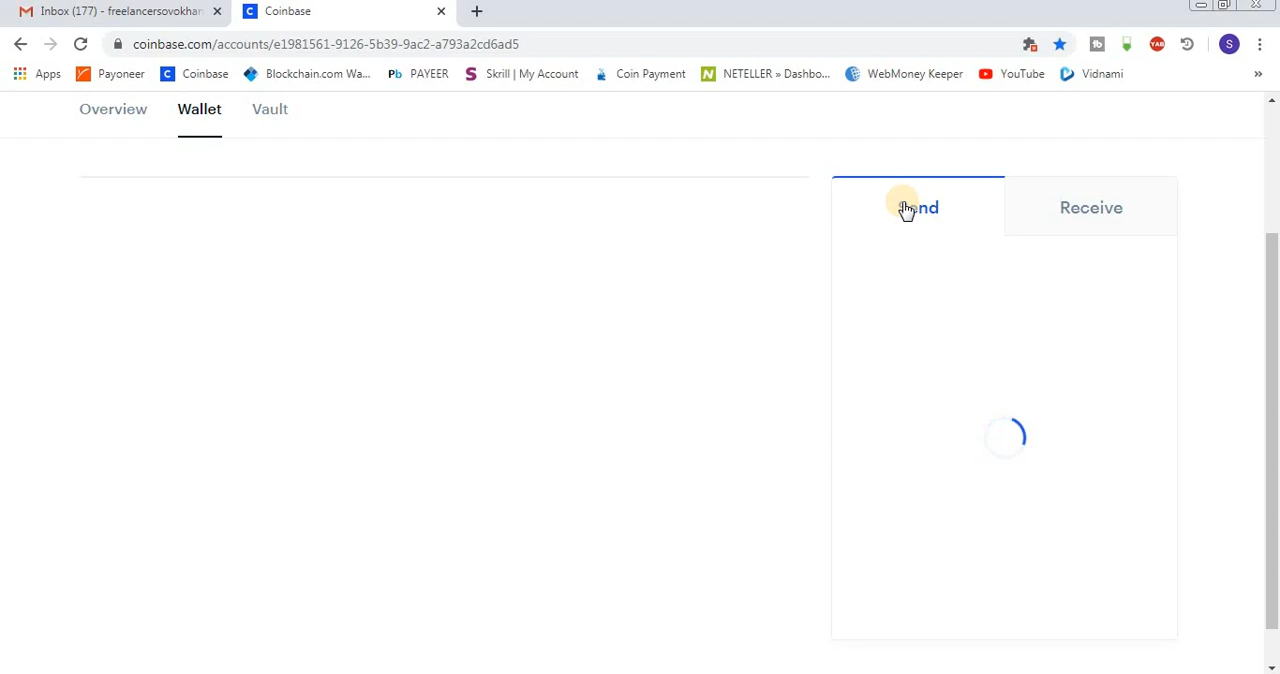 Inbox (177) - freelancersovokhan
Coinbase
coinbase.com/accounts/e1981561-9126-5b39-9ac2-a793a2cd6ad5
Apps
Payoneer
Coinbase
Blockchain.com Wa...
PAYEER
Skrill | My Account
Coin Payment
NETELLER » Dashbo...
WebMoney Keeper
YouTube
Vidnami
Overview
Wallet
Vault
Send
Receive